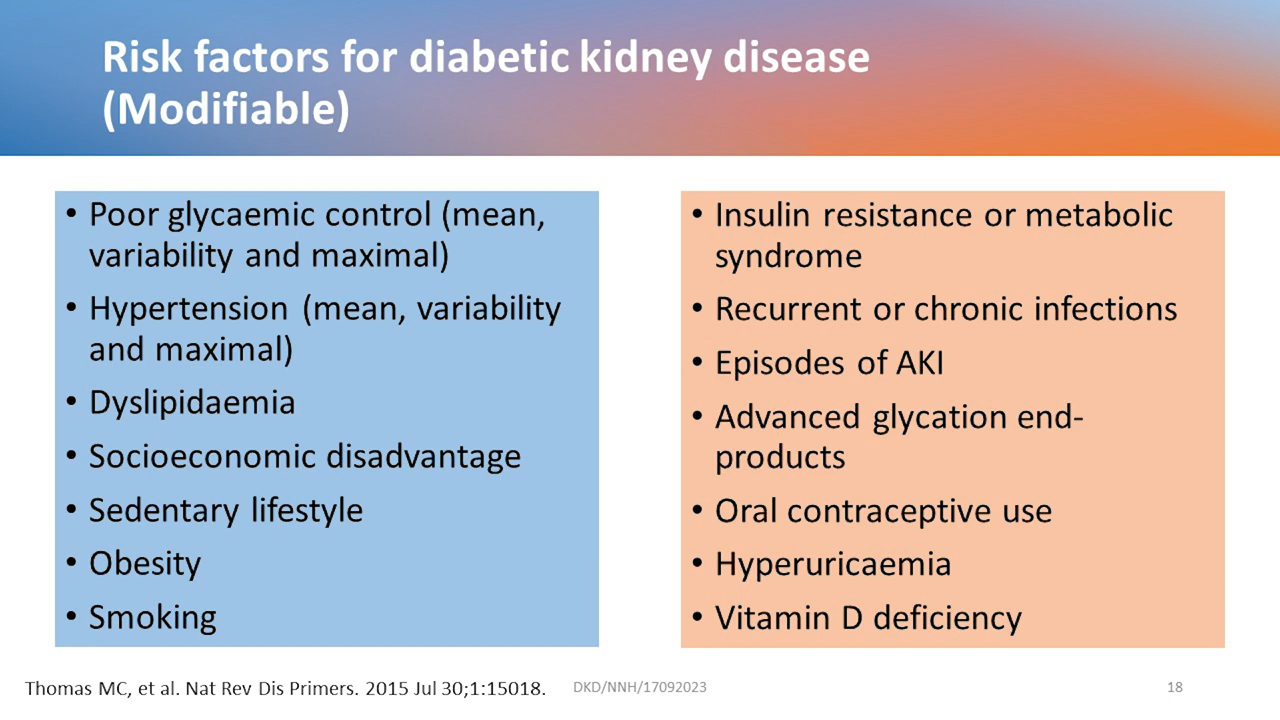 Risk factors for diabetic kidney disease
(Modifiable)
• Poor glycaemic control (mean,
variability and maximal)
• Hypertension (mean, variability
and maximal)
• Dyslipidaemia
• Socioeconomic disadvantage
• Sedentary lifestyle
• Obesity
• Smoking
• Insulin resistance or metabolic
syndrome
• Recurrent or chronic infections
• Episodes of AKI
• Advanced glycation end-
products
• Oral contraceptive use
• Hyperuricaemia
• Vitamin D deficiency
Thomas MC, et al. Nat Rev Dis Primers. 2015 Jul 30;1:15018.
DKD/NNH/17092023
18